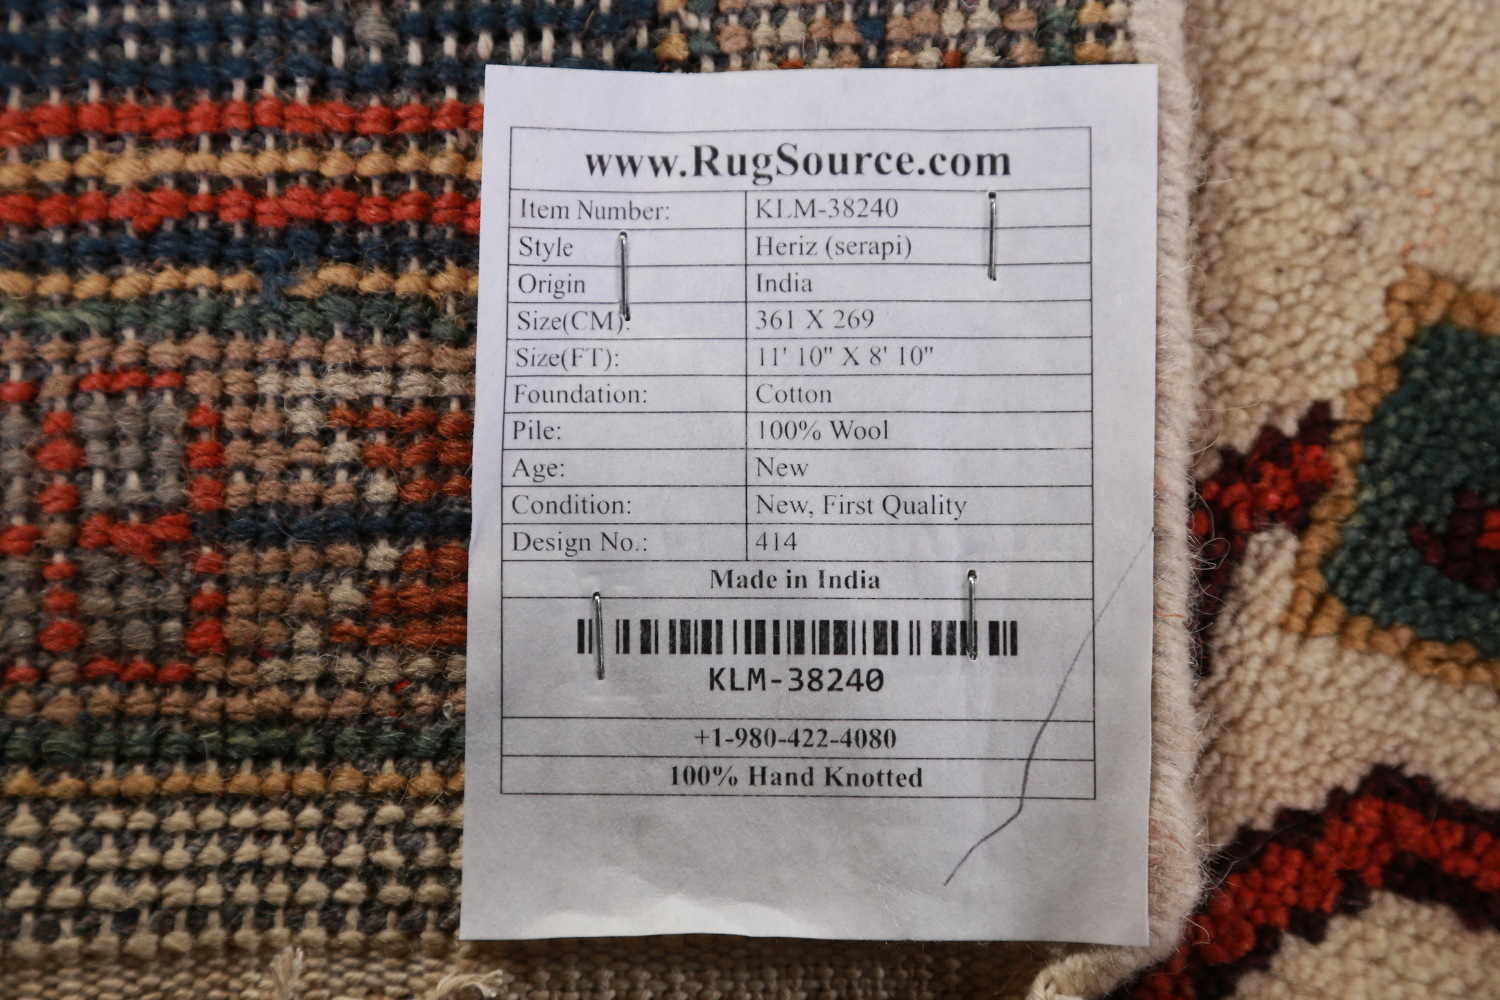 www.RugSource.com
Item Number: KLM-38240
Style Heriz (serapi)
Origin India
Size(CM): 361 X 269
Size(FT): 11' 10" X 8' 10"
Foundation: Cotton
Pile: 100% Wool
Age: New
Condition: New, First Quality
Design No.: 414
Made in India
KLM-38240
+1-980-422-4080
100% Hand Knotted